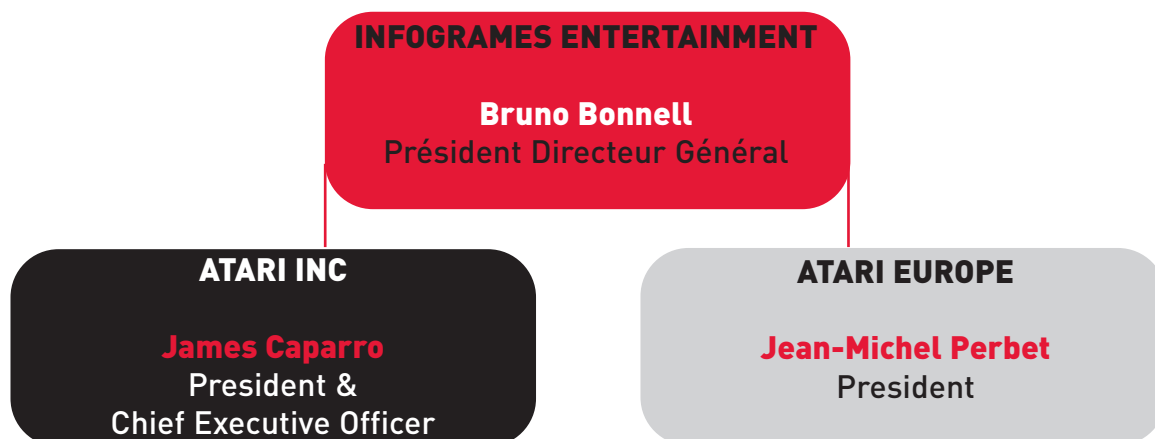 INFOGRAMES ENTERTAINMENT
Bruno Bonnell
Président Directeur Général
ATARI INC
James Caparro
President &
Chief Executive Officer
ATARI EUROPE
Jean-Michel Perbet
President